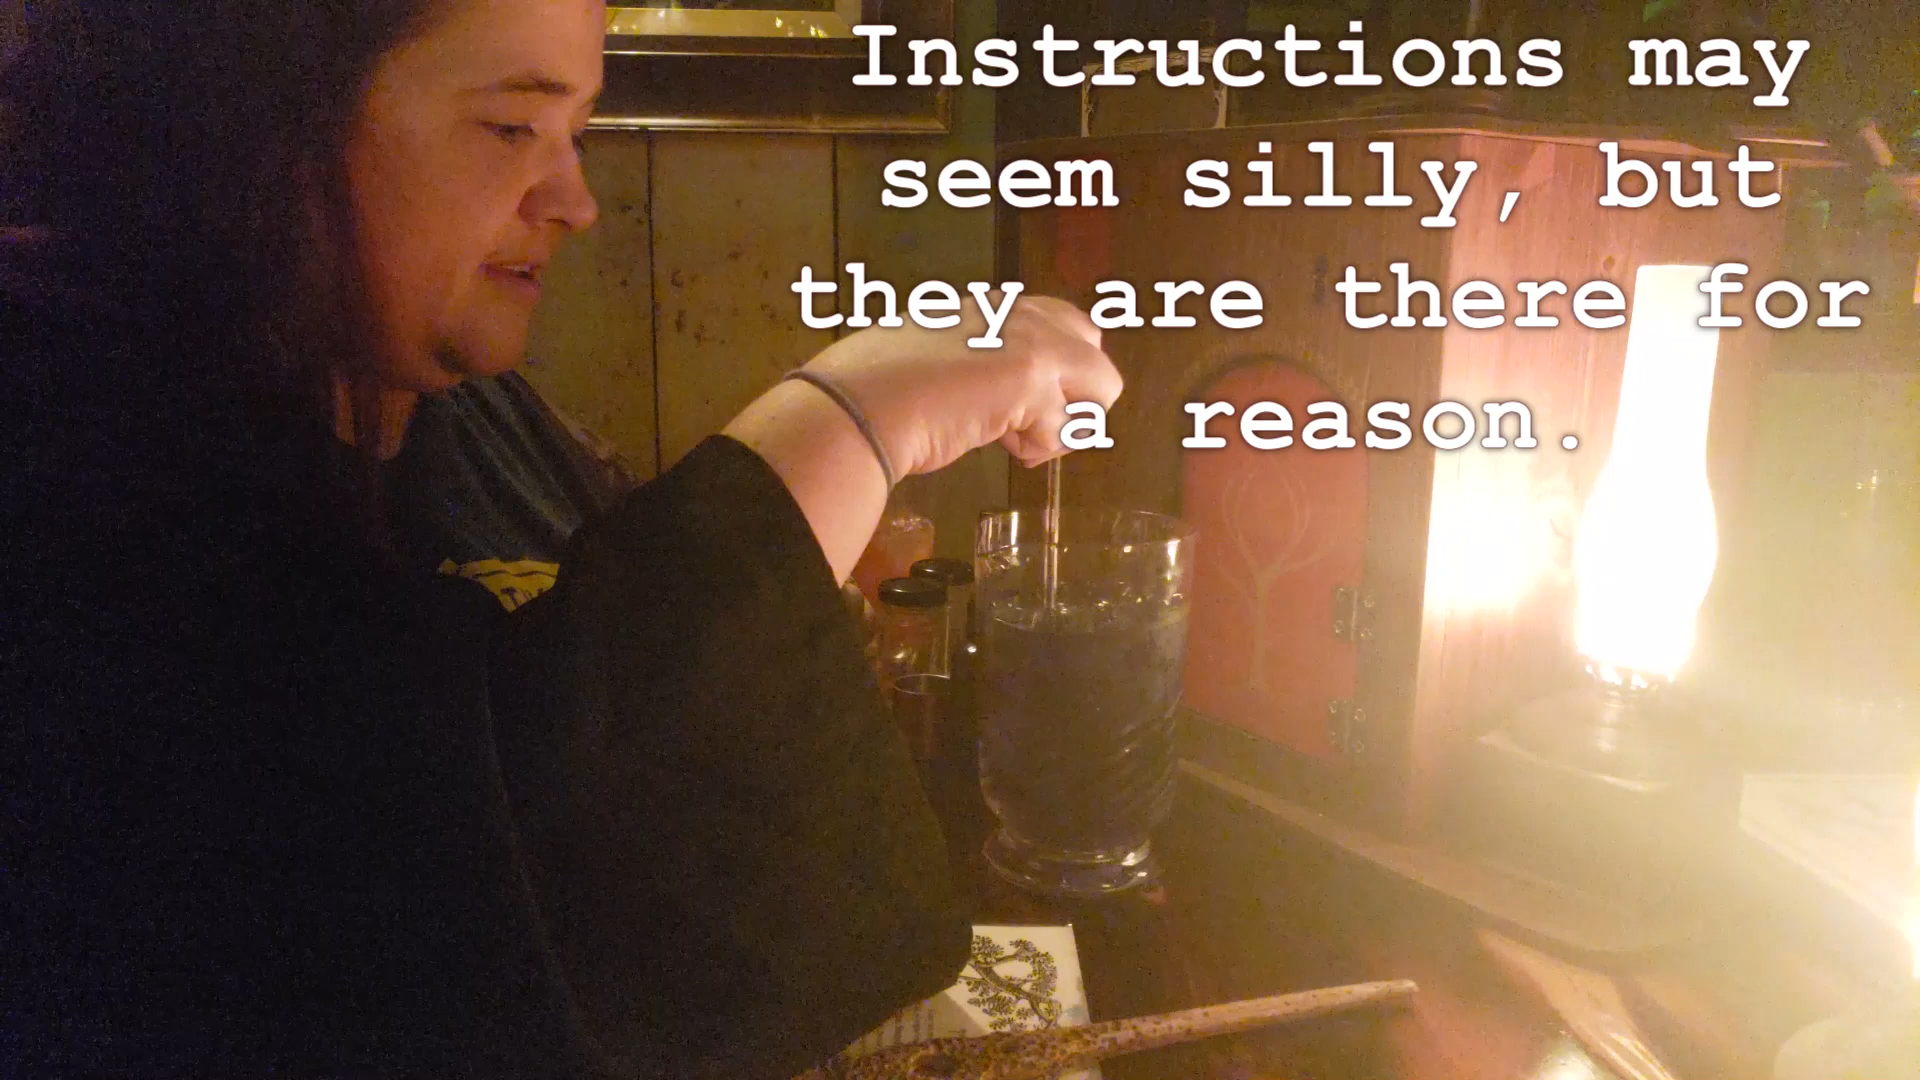 Instructions may
seem silly, but
they are there for
a reason.